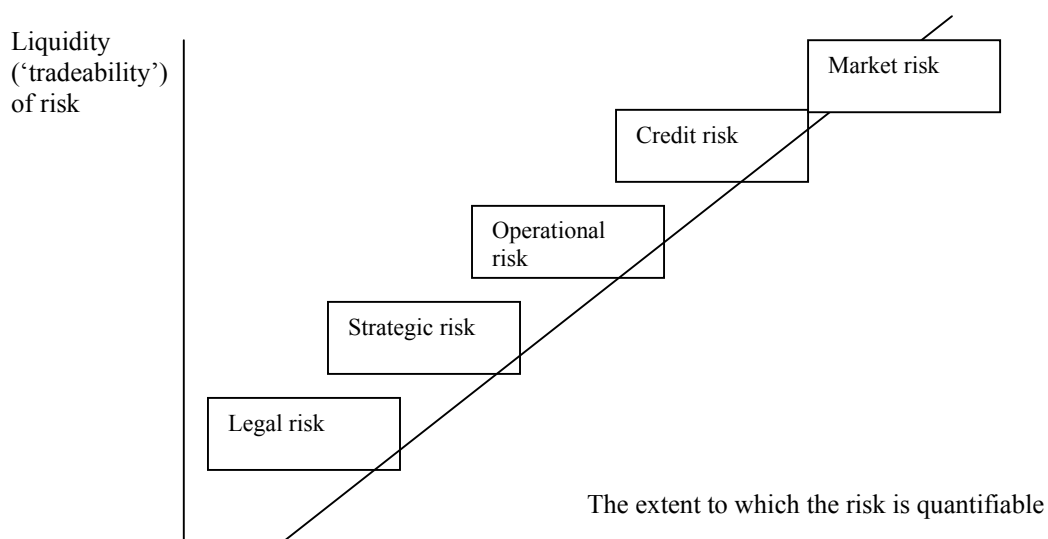 Liquidity
(‘tradeability’)
of risk
Market risk
Credit risk
Operational
risk
Strategic risk
Legal risk
The extent to which the risk is quantifiable